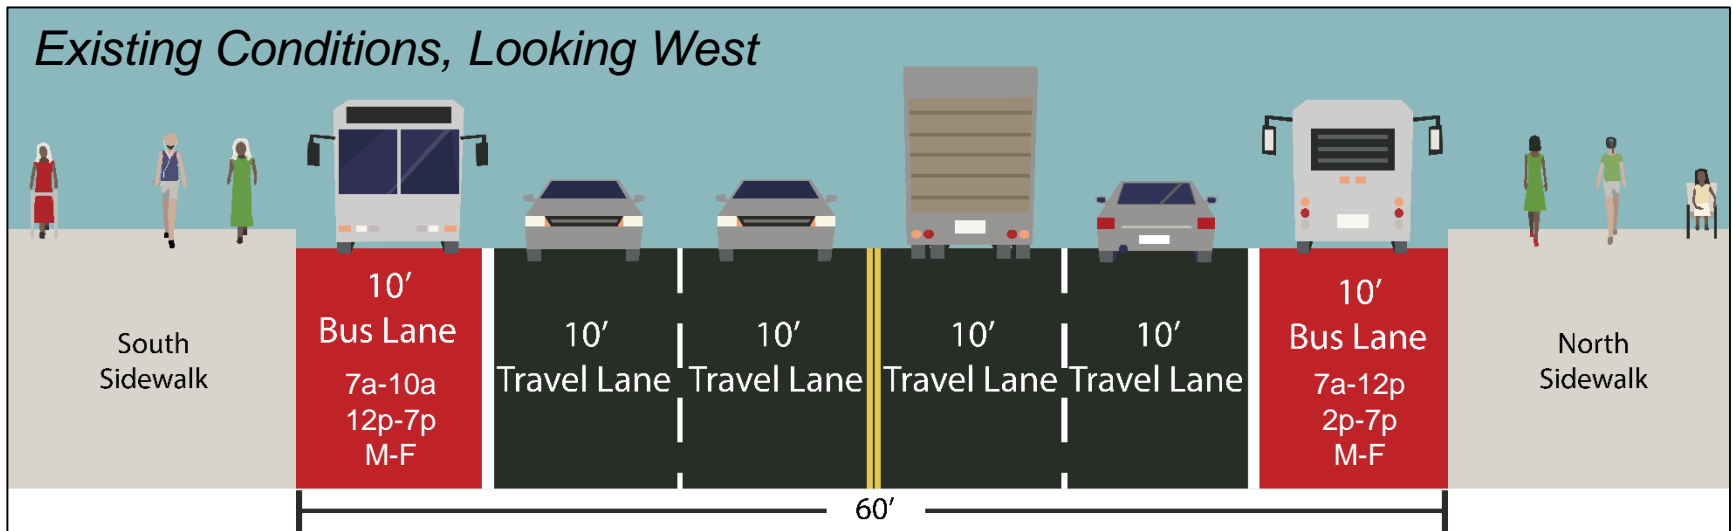 Existing Conditions, Looking West
South
Sidewalk
10′
Bus Lane
7a-10a
12p-7p
M-F
10′
Travel Lane
10′
Travel Lane
10′
Travel Lane
10′
Travel Lane
10′
Bus Lane
7a-12p
2p-7p
M-F
North
Sidewalk
60′